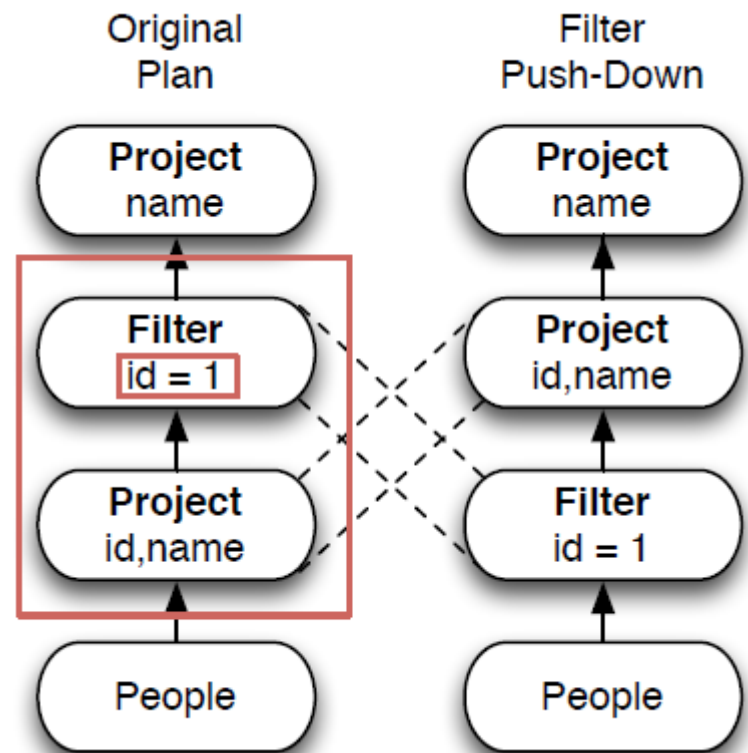 Original
Plan
Project
name
Filter
id = 1
Project
id,name
People
Filter
Push-Down
Project
name
Project
id,name
Filter
id = 1
People